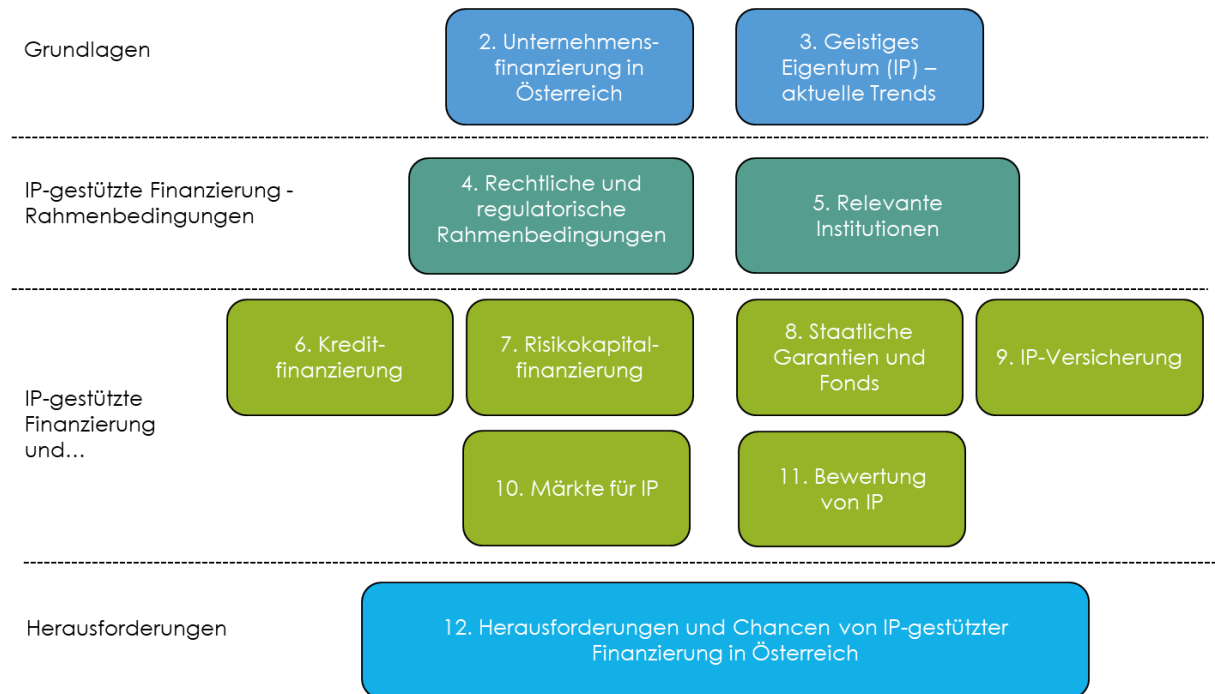 Grundlagen
2. Unternehmens-
finanzierung in
Österreich
3. Geistiges
Eigentum (IP) –
aktuelle Trends
IP-gestützte Finanzierung -
Rahmenbedingungen
4. Rechtliche und
regulatorische
Rahmenbedingungen
5. Relevante
Institutionen
IP-gestützte
Finanzierung
und...
6. Kredit-
finanzierung
7. Risikokapital-
finanzierung
8. Staatliche
Garantien und
Fonds
9. IP-Versicherung
10. Märkte für IP
11. Bewertung
von IP
Herausforderungen
12. Herausforderungen und Chancen von IP-gestützter
Finanzierung in Österreich